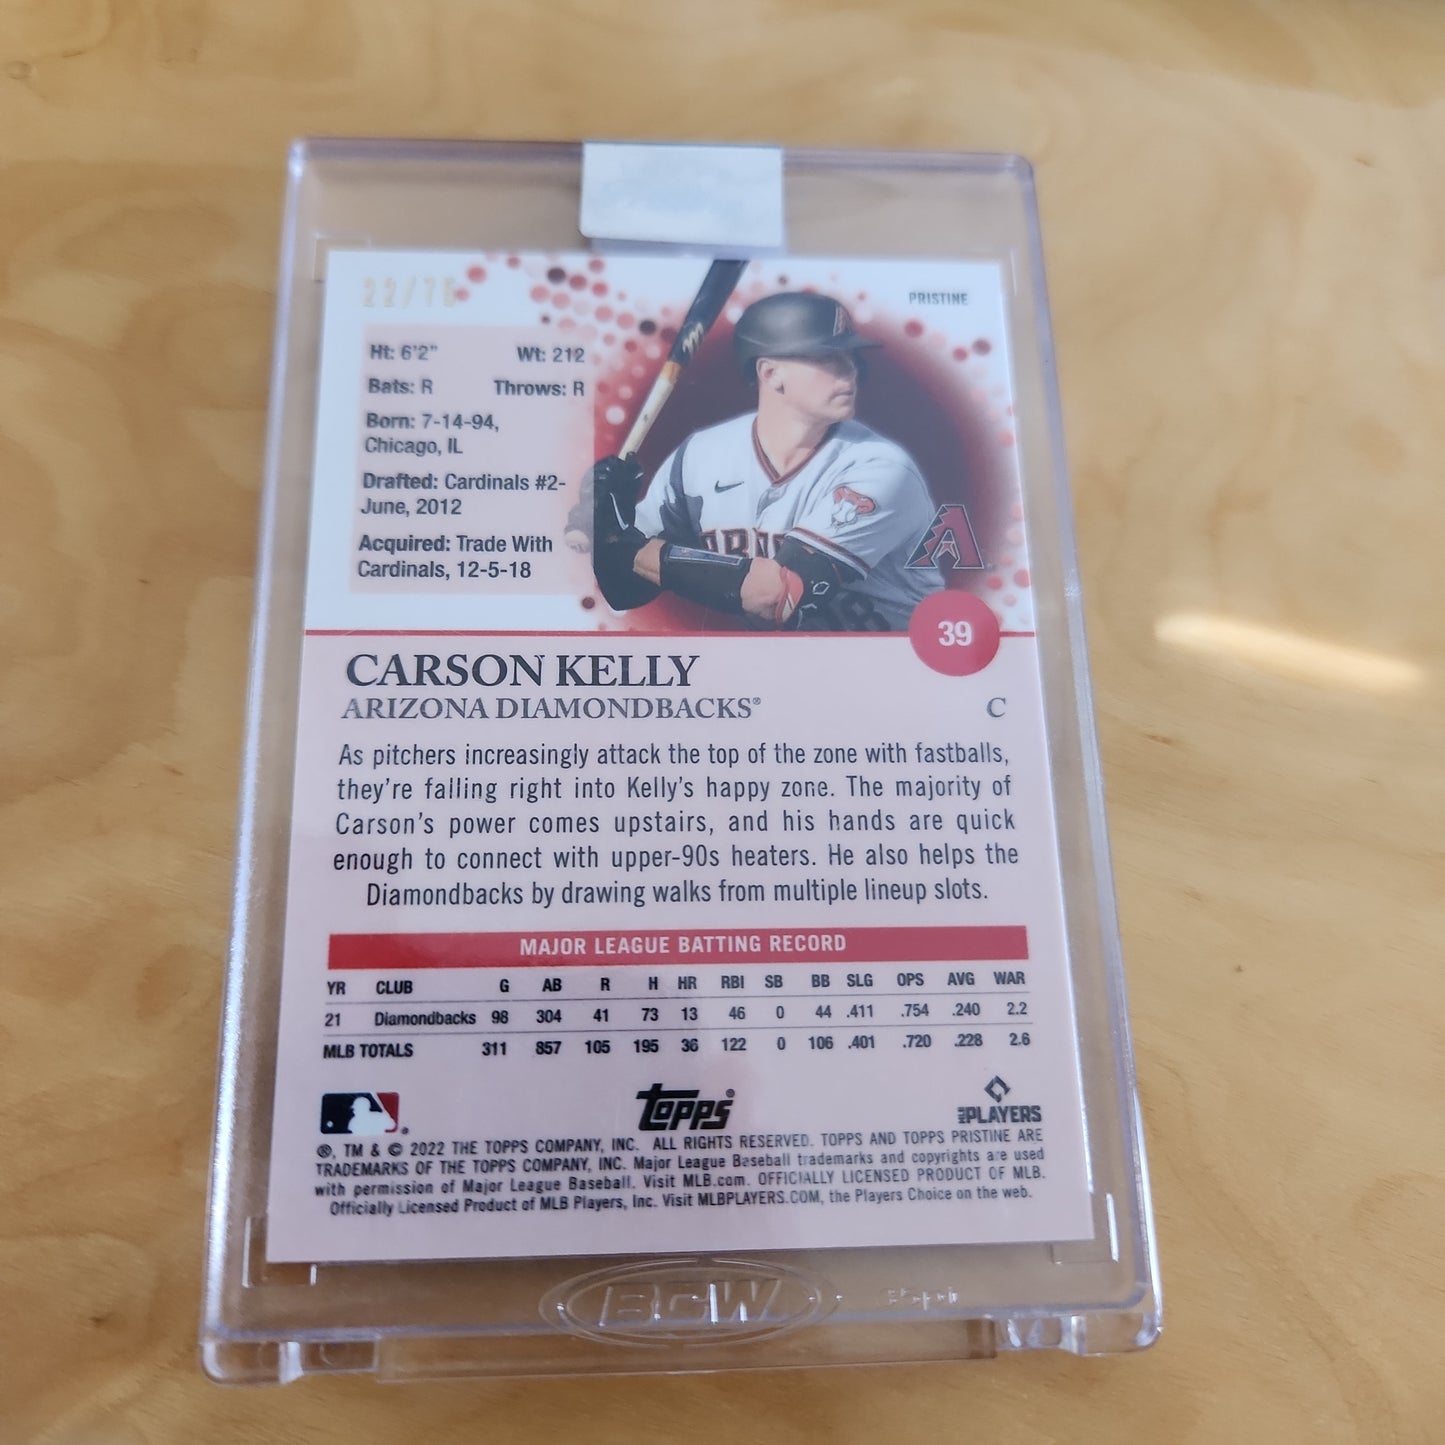 22/75
PRISTINE
Ht: 6'2" Wt: 212
Bats: R Throws: R
Born: 7-14-94,
Chicago, IL
Drafted: Cardinals #2-
June, 2012
Acquired: Trade With
Cardinals, 12-5-18
A
39
CARSON KELLY
ARIZONA DIAMONDBACKS® C
As pitchers increasingly attack the top of the zone with fastballs,
they're falling right into Kelly's happy zone. The majority of
Carson's power comes upstairs, and his hands are quick
enough to connect with upper-90s heaters. He also helps the
Diamondbacks by drawing walks from multiple lineup slots.
MAJOR LEAGUE BATTING RECORD
YR CLUB G AB R H HR RBI SB BB SLG OPS AVG WAR
21 Diamondbacks 98 304 41 73 13 46 0 44 .411 .754 .240 2.2
MLB TOTALS 311 857 105 195 36 122 0 106 .401 .720 .228 2.6
Topps®
MLB PLAYERS
®, TM & © 2022 THE TOPPS COMPANY, INC. ALL RIGHTS RESERVED. TOPPS AND TOPPS PRISTINE ARE
TRADEMARKS OF THE TOPPS COMPANY, INC. Major League Baseball trademarks and copyrights are used
with permission of Major League Baseball. Visit MLB.com. OFFICIALLY LICENSED PRODUCT OF MLB.
Officially Licensed Product of MLB Players, Inc. Visit MLBPLAYERS.COM, the Players Choice on the web.
BCW